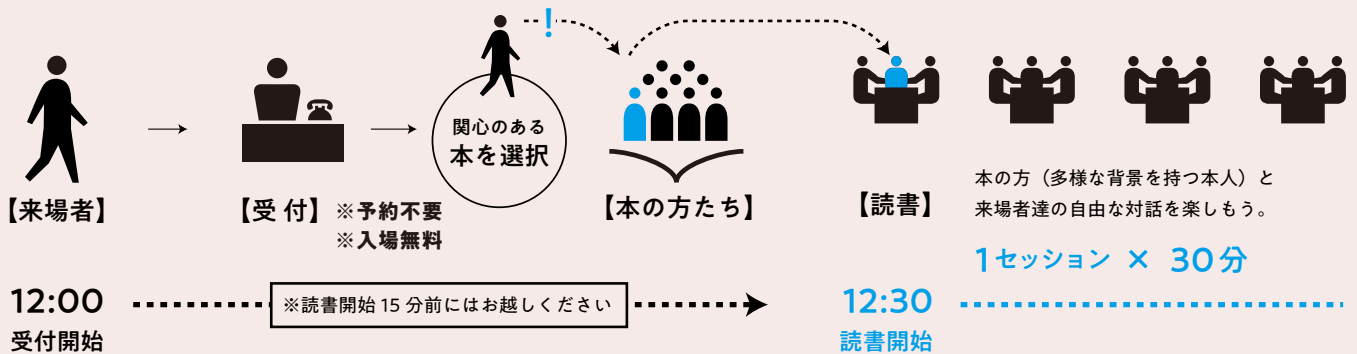 !
関心のある
本を選択
【来場者】
【受 付】
※予約不要
※入場無料
【本の方たち】
【読書】
本の方（多様な背景を持つ本人）と
来場者達の自由な対話を楽しもう。
1セッション × 30分
12:00
受付開始
※読書開始 15 分前にはお越しください
12:30
読書開始